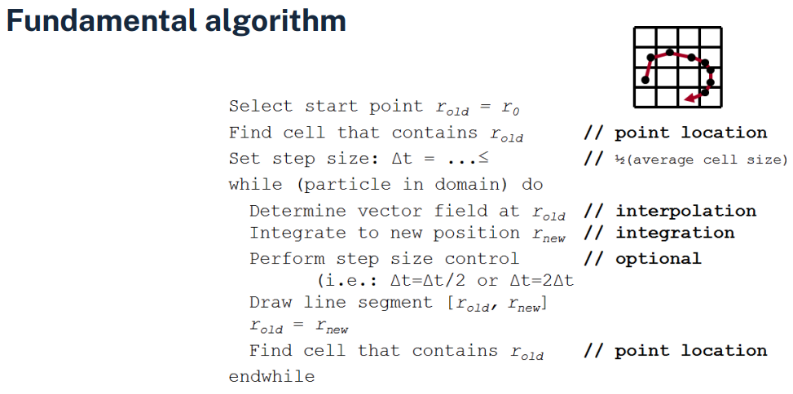 Fundamental algorithm
Select start point r_old = r_0
Find cell that contains r_old // point location
Set step size: Δt = ...≤ // ½(average cell size)
while (particle in domain) do
Determine vector field at r_old // interpolation
Integrate to new position r_new // integration
Perform step size control // optional
(i.e.: Δt=Δt/2 or Δt=2Δt
Draw line segment [r_old, r_new]
r_old = r_new
Find cell that contains r_old // point location
endwhile